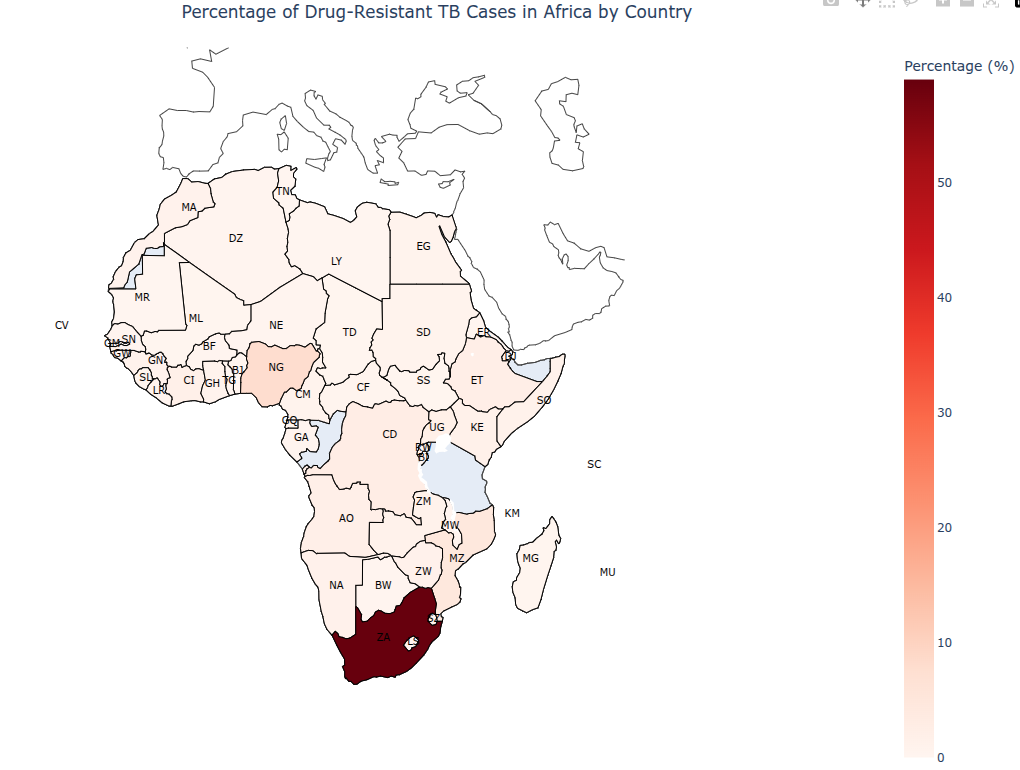 Percentage of Drug-Resistant TB Cases in Africa by Country
Percentage (%)
50
40
30
20
10
0
TN
MA
DZ
EG
LY
MR
CV
ML
NE
TD
SD
ER
SN
GM
BF
GW
DJ
GN
BJ
NG
SL
CI
GH
TG
ET
SS
CF
LR
CM
SO
GQ
UG
KE
CD
GA
RW
BI
SC
ZM
KM
AO
MW
MZ
MG
ZW
MU
NA
BW
SZ
ZA
LS